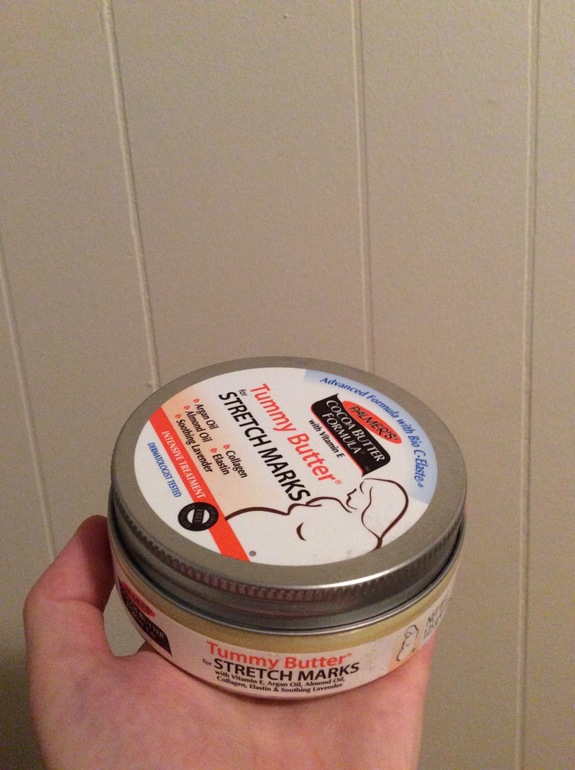 Advanced Formula with Bio C-Elaste
PALMER'S
COCOA BUTTER
FORMULA
with Vitamin E
Tummy Butter®
for
STRETCH MARKS
Argan Oil
Almond Oil
Soothing Lavender
Collagen
Elastin
INTENSIVE TREATMENT
DERMATOLOGIST TESTED
®
Tummy Butter®
for STRETCH MARKS
with Vitamin E, Argan Oil, Almond Oil,
Collagen, Elastin & Soothing Lavender